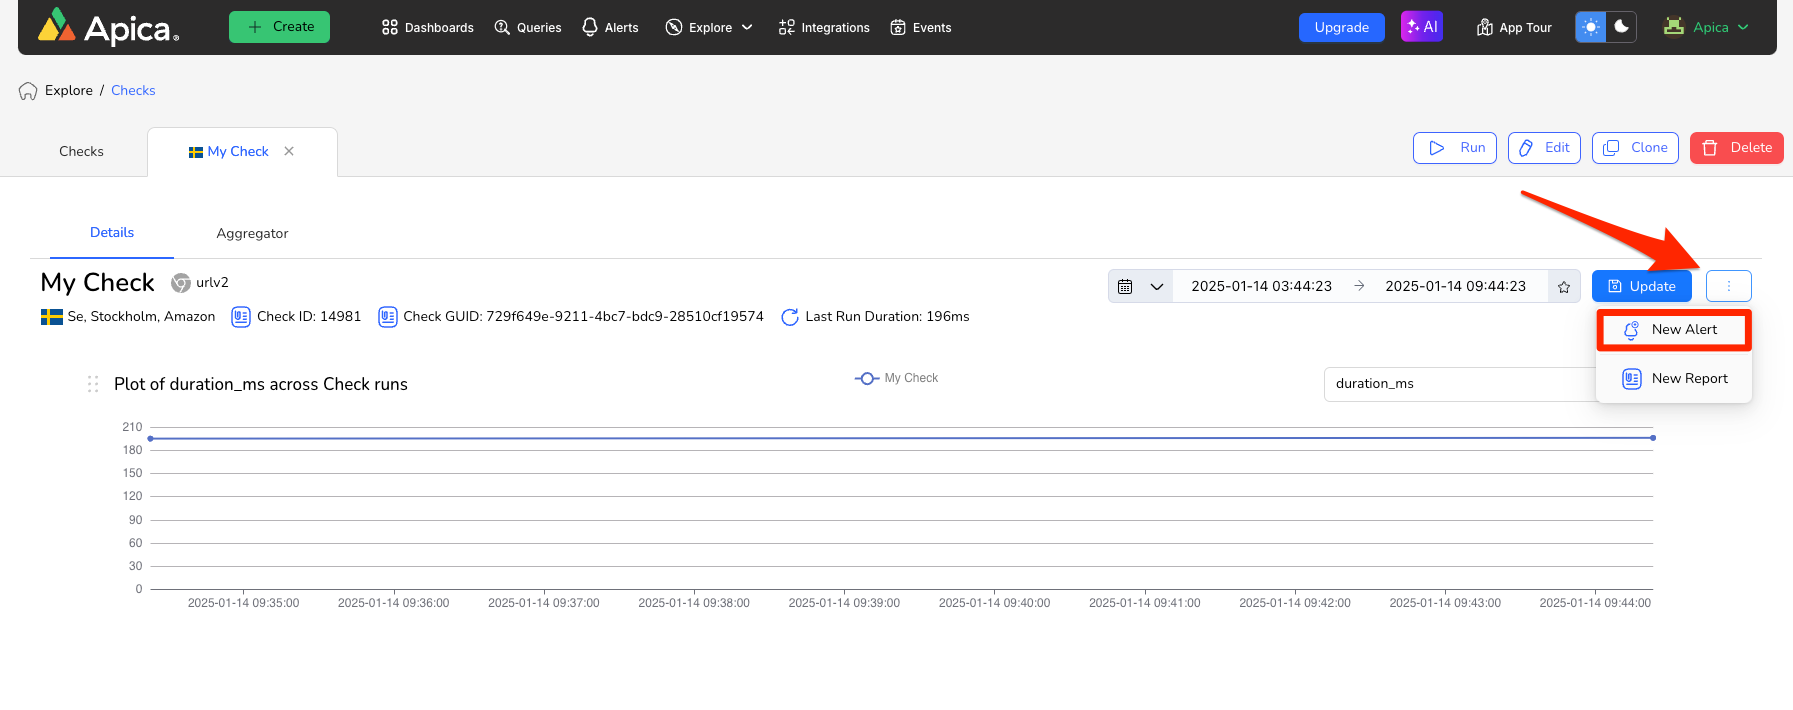 Apica®
Create
Dashboards
Queries
Alerts
Explore
Integrations
Events
Upgrade
AI
App Tour
Apica
Explore / Checks
Checks
My Check
Run
Edit
Clone
Delete
Details
Aggregator
My Check
urlv2
2025-01-14 03:44:23 → 2025-01-14 09:44:23
Update
Se, Stockholm, Amazon
Check ID: 14981
Check GUID: 729f649e-9211-4bc7-bdc9-28510cf19574
Last Run Duration: 196ms
New Alert
New Report
Plot of duration_ms across Check runs
My Check
duration_ms
210
180
150
120
90
60
30
0
2025-01-14 09:35:00
2025-01-14 09:36:00
2025-01-14 09:37:00
2025-01-14 09:38:00
2025-01-14 09:39:00
2025-01-14 09:40:00
2025-01-14 09:41:00
2025-01-14 09:42:00
2025-01-14 09:43:00
2025-01-14 09:44:00